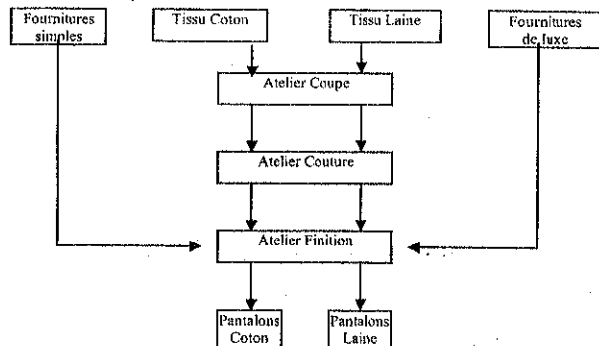 Fournitures
simples
Tissu Coton
Tissu Laine
Fournitures
de luxe
Atelier Coupe
Atelier Couture
Atelier Finition
Pantalons
Coton
Pantalons
Laine